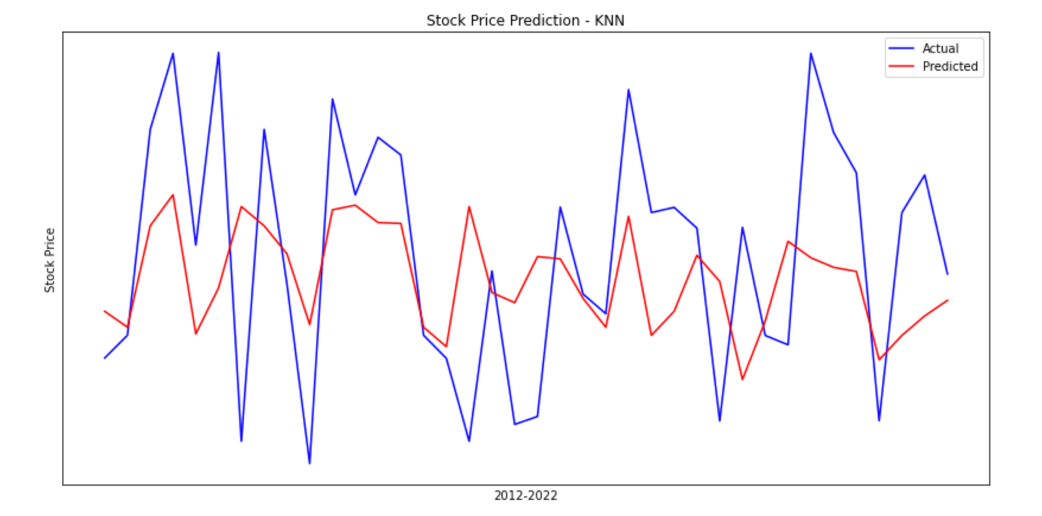 Stock Price Prediction - KNN
Actual
Predicted
Stock Price
2012-2022